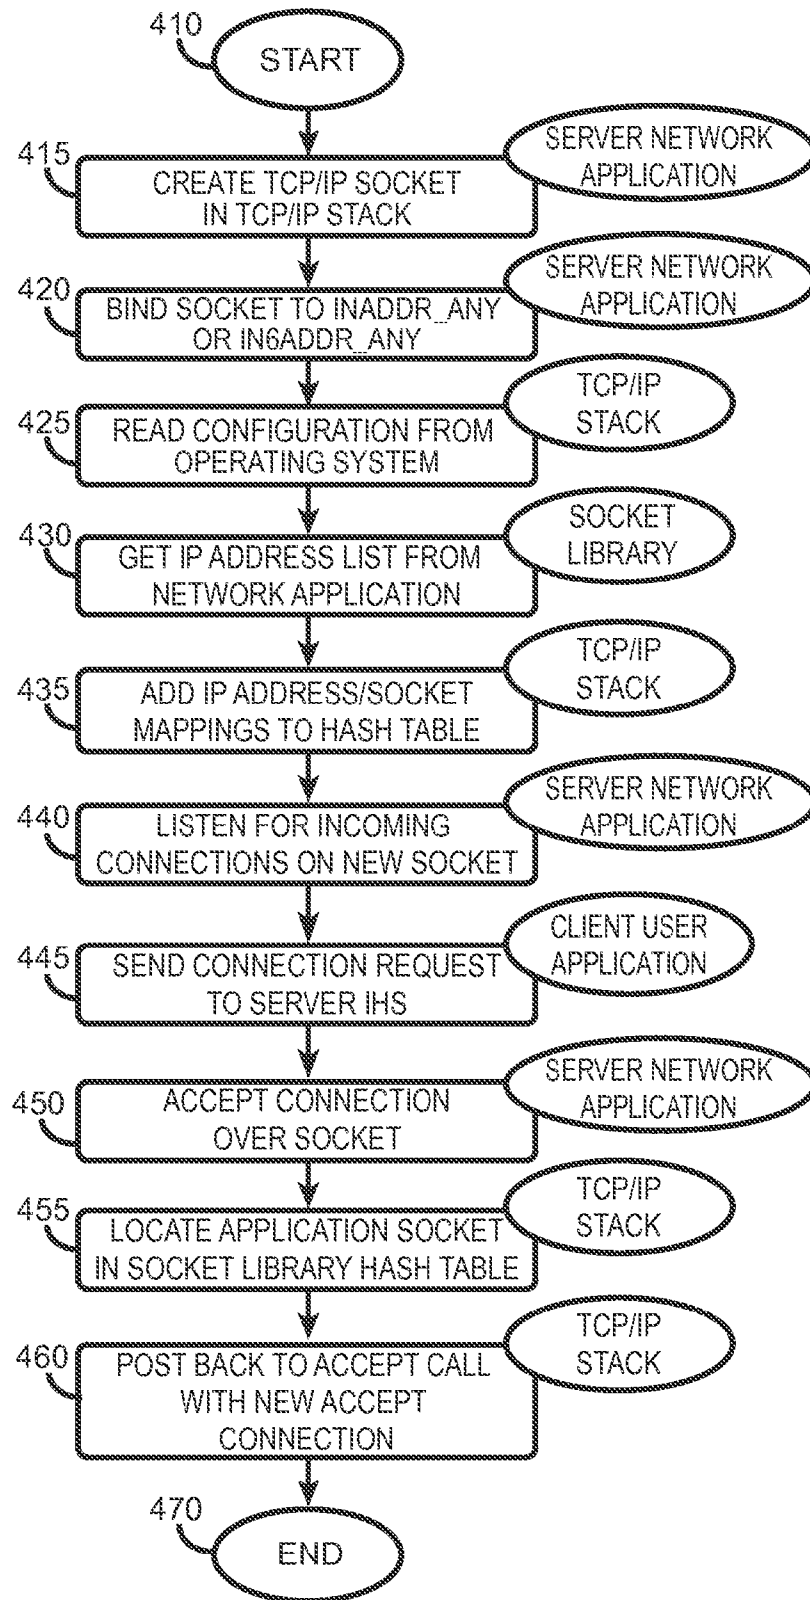 410
START
415
SERVER NETWORK
APPLICATION
CREATE TCP/IP SOCKET
IN TCP/IP STACK
420
SERVER NETWORK
APPLICATION
BIND SOCKET TO INADDR_ANY
OR IN6ADDR_ANY
425
TCP/IP
STACK
READ CONFIGURATION FROM
OPERATING SYSTEM
430
SOCKET
LIBRARY
GET IP ADDRESS LIST FROM
NETWORK APPLICATION
435
TCP/IP
STACK
ADD IP ADDRESS/SOCKET
MAPPINGS TO HASH TABLE
440
SERVER NETWORK
APPLICATION
LISTEN FOR INCOMING
CONNECTIONS ON NEW SOCKET
445
CLIENT USER
APPLICATION
SEND CONNECTION REQUEST
TO SERVER IHS
450
SERVER NETWORK
APPLICATION
ACCEPT CONNECTION
OVER SOCKET
455
TCP/IP
STACK
LOCATE APPLICATION SOCKET
IN SOCKET LIBRARY HASH TABLE
460
TCP/IP
STACK
POST BACK TO ACCEPT CALL
WITH NEW ACCEPT
CONNECTION
470
END